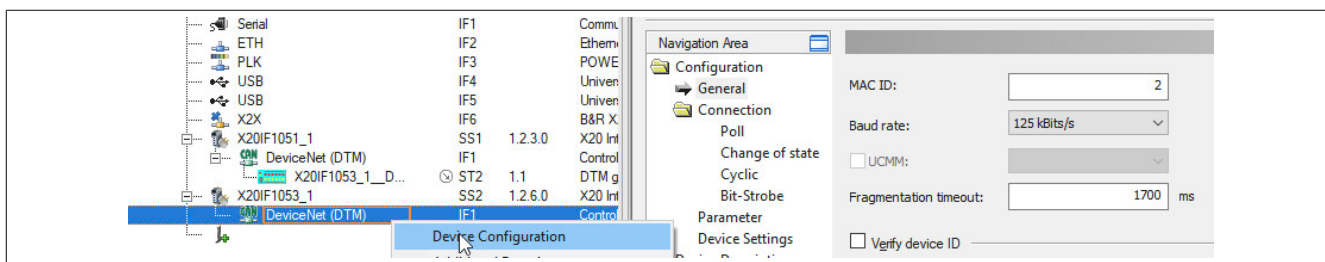 Serial IF1 Commu
ETH IF2 Ethern
PLK IF3 POWE
USB IF4 Univer
USB IF5 Univer
X2X IF6 B&R X
X20IF1051_1 SS1 1.2.3.0 X20 Int
DeviceNet (DTM) IF1 Control
X20IF1053_1__D... ST2 1.1 DTM g
X20IF1053_1 SS2 1.2.6.0 X20 Int
DeviceNet (DTM) IF1 Control
Device Configuration
Navigation Area
Configuration
General
Connection
Poll
Change of state
Cyclic
Bit-Strobe
Parameter
Device Settings
MAC ID: 2
Baud rate: 125 kBits/s
UCMM:
Fragmentation timeout: 1700 ms
Verify device ID